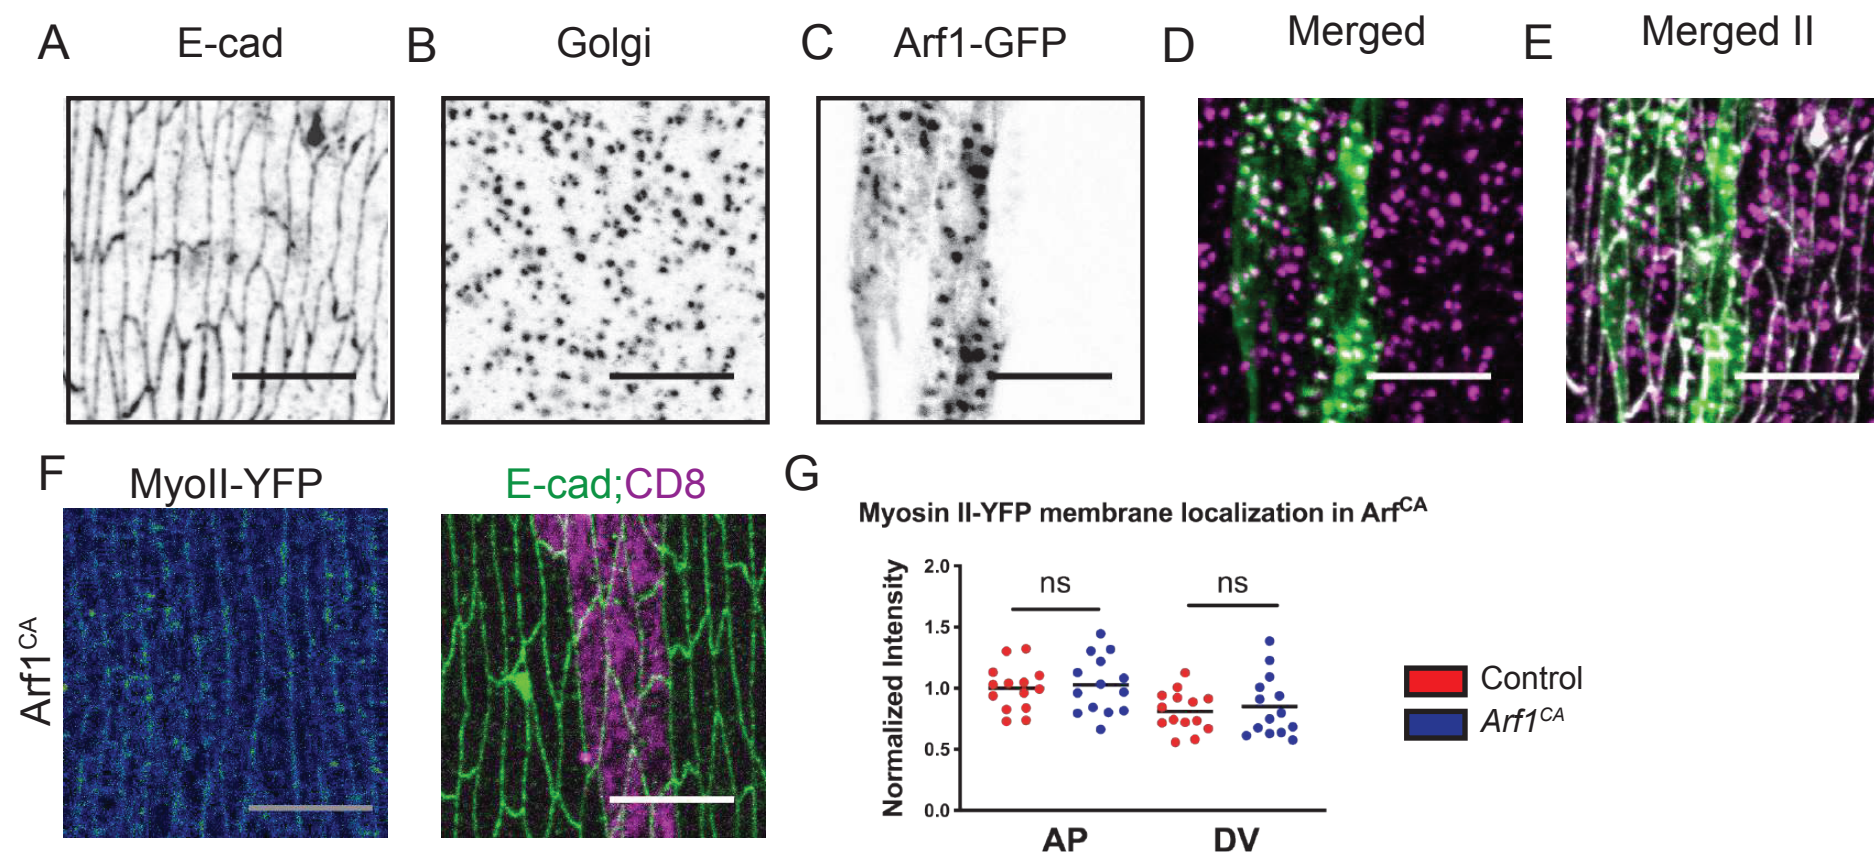 A E-cad
B Golgi
C Arf1-GFP
D Merged
E Merged II
F MyoII-YFP
E-cad;CD8
Arf1CA
G
Myosin II-YFP membrane localization in ArfCA
Normalized Intensity
2.0
1.5
1.0
0.5
0.0
ns
ns
AP
DV
Control
Arf1CA